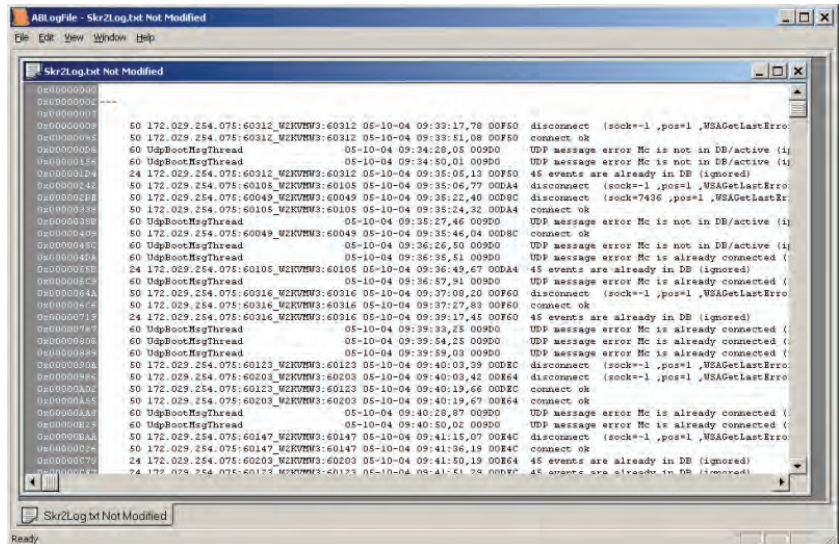 ABLogFile - Skr2Log.txt Not Modified
File Edit View Window Help
Skr2Log.txt Not Modified
0x00000000
0x00000002 ---
0x00000007
0x00000009 50 172.029.254.075:60312_W2KVMW3:60312 05-10-04 09:33:17,78 00F50 disconnect (sock=-1 ,pos=1 ,WSAGetLastErro
50 172.029.254.075:60312_W2KVMW3:60312 05-10-04 09:33:51,08 00F50 connect ok
60 UdpBootMsgThread 05-10-04 09:34:28,05 009D0 UDP message error Mc is not in DB/active (ip
60 UdpBootMsgThread 05-10-04 09:34:50,01 009D0 UDP message error Mc is not in DB/active (ip
24 172.029.254.075:60312_W2KVMW3:60312 05-10-04 09:35:05,13 00F50 45 events are already in DB (ignored)
50 172.029.254.075:60105_W2KVMW3:60105 05-10-04 09:35:06,77 00DA4 disconnect (sock=-1 ,pos=1 ,WSAGetLastErro
50 172.029.254.075:60049_W2KVMW3:60049 05-10-04 09:35:22,40 00D8C disconnect (sock=7436 ,pos=1 ,WSAGetLastEr
50 172.029.254.075:60105_W2KVMW3:60105 05-10-04 09:35:24,32 00DA4 connect ok
60 UdpBootMsgThread 05-10-04 09:35:27,46 009D0 UDP message error Mc is not in DB/active (ip
50 172.029.254.075:60049_W2KVMW3:60049 05-10-04 09:35:46,04 00D8C connect ok
60 UdpBootMsgThread 05-10-04 09:36:26,50 009D0 UDP message error Mc is not in DB/active (ip
60 UdpBootMsgThread 05-10-04 09:36:35,51 009D0 UDP message error Mc is already connected (
24 172.029.254.075:60105_W2KVMW3:60105 05-10-04 09:36:49,67 00DA4 45 events are already in DB (ignored)
60 UdpBootMsgThread 05-10-04 09:36:57,91 009D0 UDP message error Mc is already connected (
50 172.029.254.075:60316_W2KVMW3:60316 05-10-04 09:37:08,20 00F60 disconnect (sock=-1 ,pos=1 ,WSAGetLastErro
50 172.029.254.075:60316_W2KVMW3:60316 05-10-04 09:37:27,83 00F60 connect ok
0x00000719 24 172.029.254.075:60316_W2KVMW3:60316 05-10-04 09:39:17,45 00F60 45 events are already in DB (ignored)
60 UdpBootMsgThread 05-10-04 09:39:33,25 009D0 UDP message error Mc is already connected (
60 UdpBootMsgThread 05-10-04 09:39:54,25 009D0 UDP message error Mc is already connected (
60 UdpBootMsgThread 05-10-04 09:39:59,03 009D0 UDP message error Mc is already connected (
50 172.029.254.075:60123_W2KVMW3:60123 05-10-04 09:40:03,39 00DEC disconnect (sock=-1 ,pos=1 ,WSAGetLastErro
50 172.029.254.075:60203_W2KVMW3:60203 05-10-04 09:40:03,42 00E64 disconnect (sock=-1 ,pos=1 ,WSAGetLastErro
50 172.029.254.075:60123_W2KVMW3:60123 05-10-04 09:40:19,66 00DEC connect ok
50 172.029.254.075:60203_W2KVMW3:60203 05-10-04 09:40:19,67 00E64 connect ok
60 UdpBootMsgThread 05-10-04 09:40:28,87 009D0 UDP message error Mc is already connected (
60 UdpBootMsgThread 05-10-04 09:40:50,02 009D0 UDP message error Mc is already connected (
50 172.029.254.075:60147_W2KVMW3:60147 05-10-04 09:41:15,07 00E4C disconnect (sock=-1 ,pos=1 ,WSAGetLastErro
50 172.029.254.075:60147_W2KVMW3:60147 05-10-04 09:41:36,19 00E4C connect ok
0x00000C79 24 172.029.254.075:60203_W2KVMW3:60203 05-10-04 09:41:50,19 00E64 45 events are already in DB (ignored)
24 172.029.254.075:60123_W2KVMW3:60123 05-10-04 09:41:51,29 00DEC 45 events are already in DB (ignored)
Skr2Log.txt Not Modified
Ready